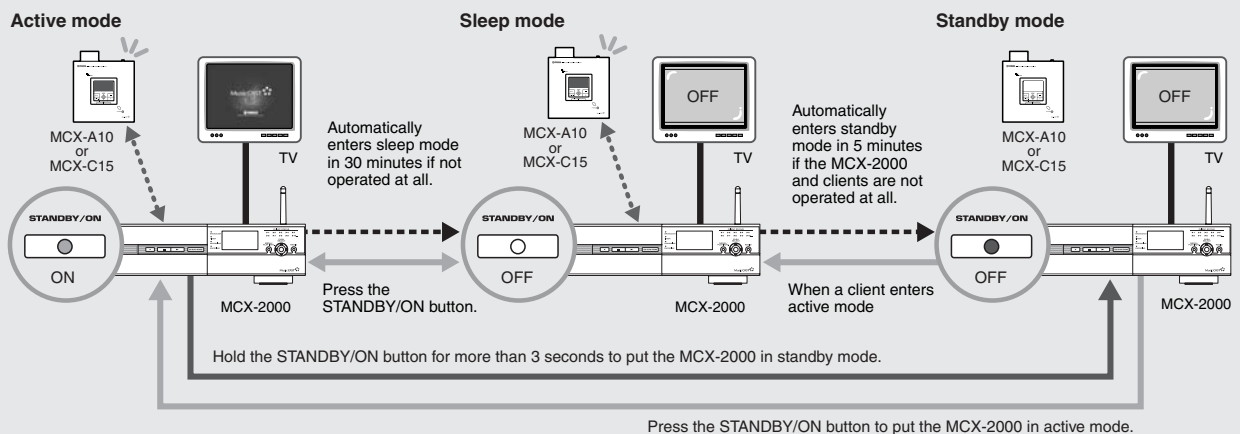 Active mode
Sleep mode
Standby mode
MusicCAST
OFF
OFF
MCX-A10
or
MCX-C15
TV
Automatically
enters sleep mode
in 30 minutes if not
operated at all.
MCX-A10
or
MCX-C15
TV
Automatically
enters standby
mode in 5 minutes
if the MCX-2000
and clients are not
operated at all.
MCX-A10
or
MCX-C15
TV
STANDBY/ON
ON
STANDBY/ON
OFF
STANDBY/ON
OFF
MCX-2000
Press the
STANDBY/ON button.
MCX-2000
When a client enters
active mode
MCX-2000
Hold the STANDBY/ON button for more than 3 seconds to put the MCX-2000 in standby mode.
Press the STANDBY/ON button to put the MCX-2000 in active mode.